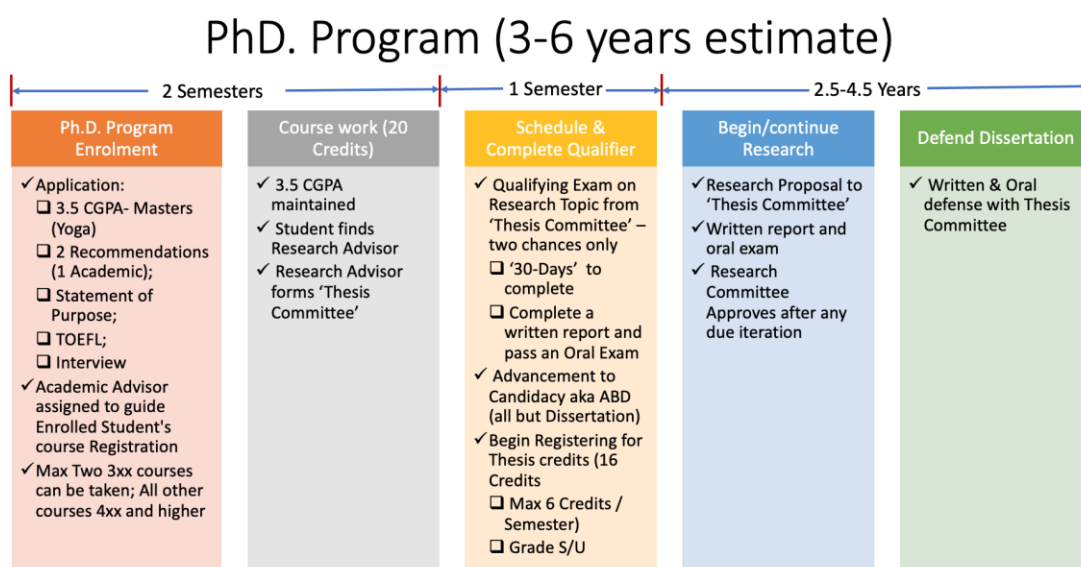 PhD. Program (3-6 years estimate)
2 Semesters
1 Semester
2.5-4.5 Years
Ph.D. Program
Enrolment
✓Application:
❑ 3.5 CGPA- Masters
(Yoga)
❑ 2 Recommendations
(1 Academic);
❑ Statement of
Purpose;
❑ TOEFL;
❑ Interview
✓Academic Advisor
assigned to guide
Enrolled Student's
course Registration
✓Max Two 3xx courses
can be taken; All other
courses 4xx and higher
Course work (20
Credits)
✓ 3.5 CGPA
maintained
✓ Student finds
Research Advisor
✓ Research Advisor
forms ‘Thesis
Committee’
Schedule &
Complete Qualifier
✓ Qualifying Exam on
Research Topic from
‘Thesis Committee’ –
two chances only
❑ ‘30-Days’ to
complete
❑ Complete a
written report and
pass an Oral Exam
✓ Advancement to
Candidacy aka ABD
(all but Dissertation)
✓Begin Registering for
Thesis credits (16
Credits
❑ Max 6 Credits /
Semester)
❑ Grade S/U
Begin/continue
Research
✓Research Proposal to
‘Thesis Committee’
✓Written report and
oral exam
✓ Research
Committee
Approves after any
due iteration
Defend Dissertation
✓ Written & Oral
defense with Thesis
Committee